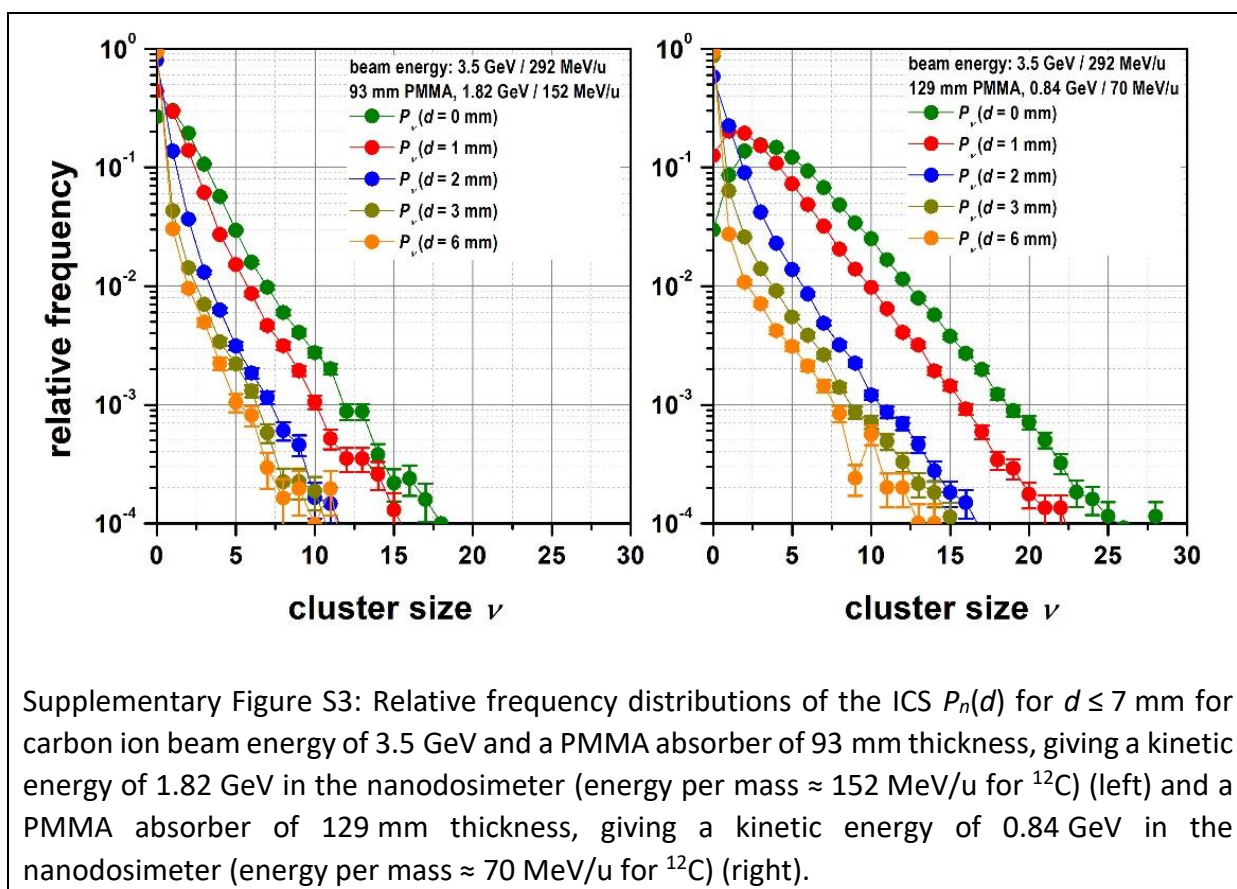 beam energy: 3.5 GeV / 292 MeV/u
93 mm PMMA, 1.82 GeV / 152 MeV/u
Pν(d = 0 mm)
Pν(d = 1 mm)
Pν(d = 2 mm)
Pν(d = 3 mm)
Pν(d = 6 mm)
10⁰
10⁻¹
10⁻²
10⁻³
10⁻⁴
relative frequency
0 5 10 15 20 25 30
cluster size ν
beam energy: 3.5 GeV / 292 MeV/u
129 mm PMMA, 0.84 GeV / 70 MeV/u
Pν(d = 0 mm)
Pν(d = 1 mm)
Pν(d = 2 mm)
Pν(d = 3 mm)
Pν(d = 6 mm)
10⁰
10⁻¹
10⁻²
10⁻³
10⁻⁴
0 5 10 15 20 25 30
cluster size ν
Supplementary Figure S3: Relative frequency distributions of the ICS Pn(d) for d ≤ 7 mm for
carbon ion beam energy of 3.5 GeV and a PMMA absorber of 93 mm thickness, giving a kinetic
energy of 1.82 GeV in the nanodosimeter (energy per mass ≈ 152 MeV/u for ¹²C) (left) and a
PMMA absorber of 129 mm thickness, giving a kinetic energy of 0.84 GeV in the
nanodosimeter (energy per mass ≈ 70 MeV/u for ¹²C) (right).